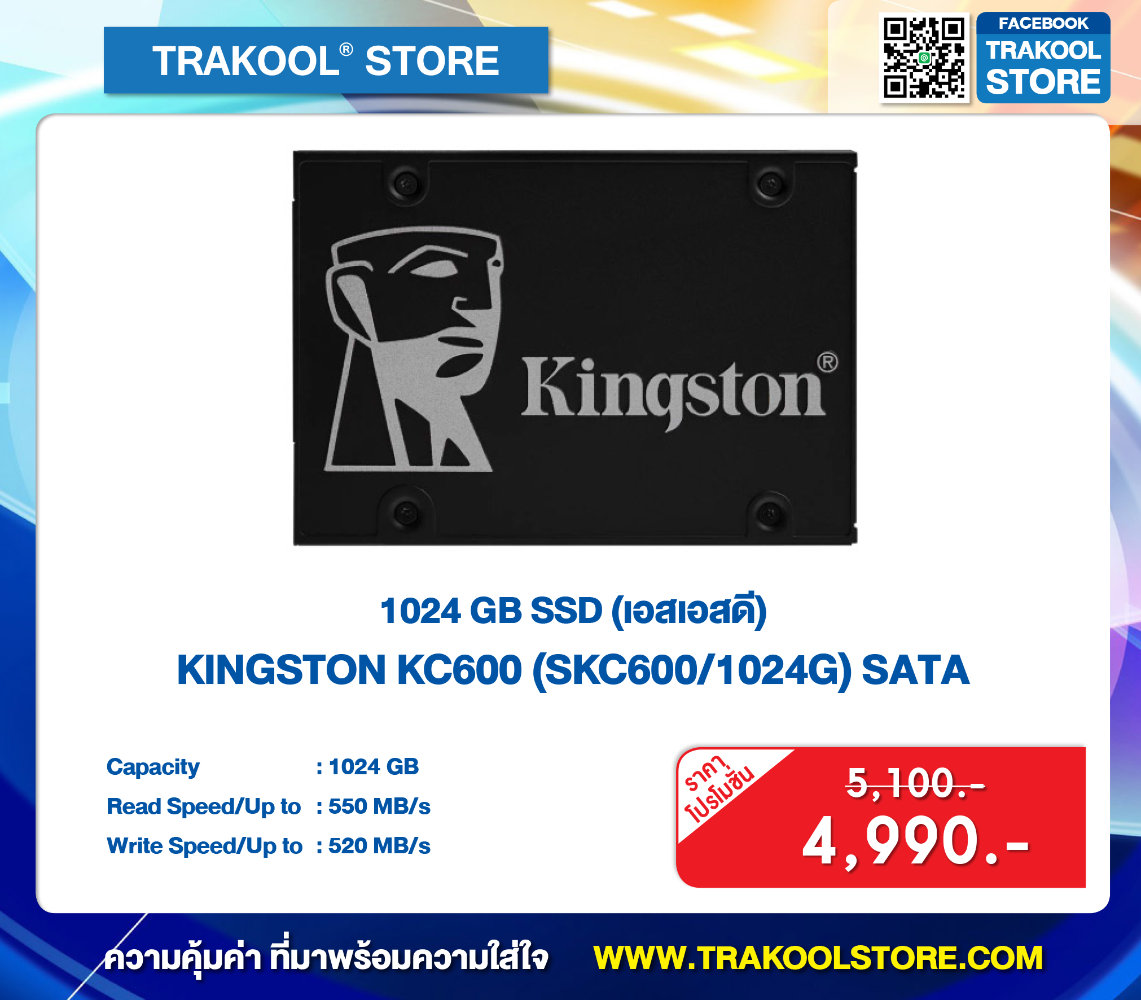 TRAKOOL® STORE
FACEBOOK
TRAKOOL
STORE
Kingston®
1024 GB SSD (เอสเอสดี)
KINGSTON KC600 (SKC600/1024G) SATA
Capacity : 1024 GB
Read Speed/Up to : 550 MB/s
Write Speed/Up to : 520 MB/s
ราคา
โปรโมชั่น
5,100.-
4,990.-
ความคุ้มค่า ที่มาพร้อมความใส่ใจ
WWW.TRAKOOLSTORE.COM